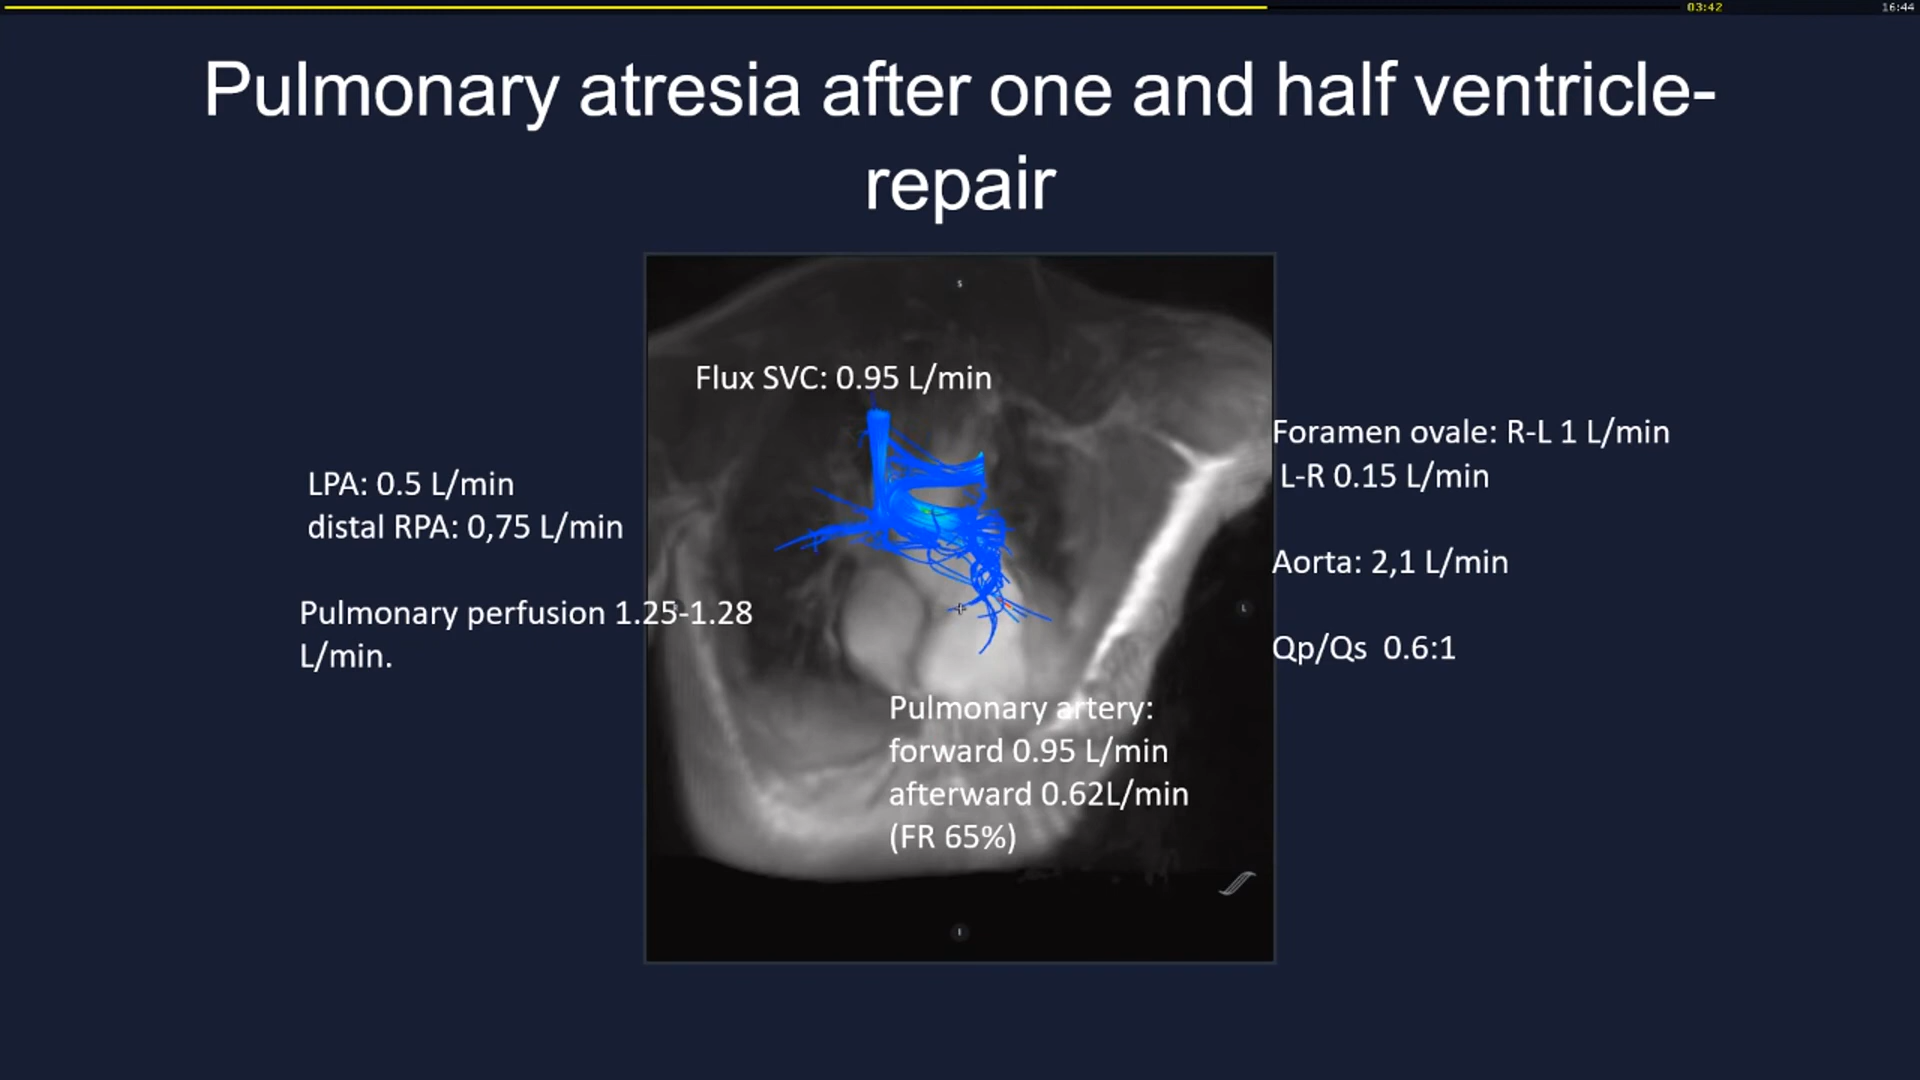 03:42
16:44
Pulmonary atresia after one and half ventricle-
repair
S
Flux SVC: 0.95 L/min
LPA: 0.5 L/min
distal RPA: 0,75 L/min
Pulmonary perfusion 1.25-1.28
L/min.
Foramen ovale: R-L 1 L/min
L-R 0.15 L/min
Aorta: 2,1 L/min
L
Qp/Qs 0.6:1
Pulmonary artery:
forward 0.95 L/min
afterward 0.62L/min
(FR 65%)
I